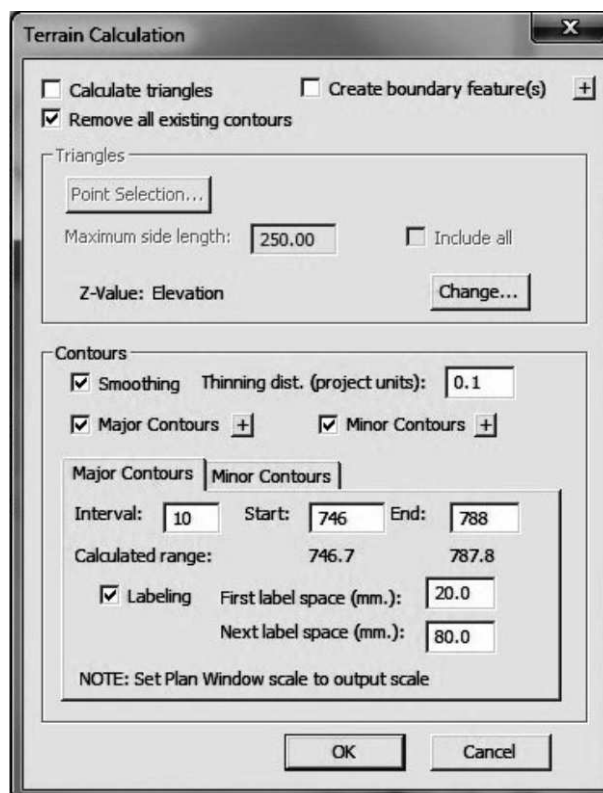 Terrain Calculation
x
Calculate triangles Create boundary feature(s) +
Remove all existing contours
Triangles
Point Selection...
Maximum side length: 250.00 Include all
Z-Value: Elevation Change...
Contours
Smoothing Thinning dist. (project units): 0.1
Major Contours + Minor Contours +
Major Contours Minor Contours
Interval: 10 Start: 746 End: 788
Calculated range: 746.7 787.8
Labeling First label space (mm.): 20.0
Next label space (mm.): 80.0
NOTE: Set Plan Window scale to output scale
OK Cancel